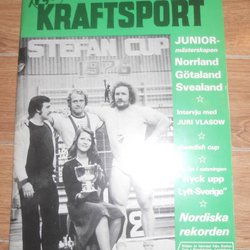 KRAFTSPORT
STEFAN CUP
1976
JUNIOR-
mästerskapen
Norrland
Götaland
Svealand
Intervju med
JURI VLASOW
Swedish cup
"Ryck upp
Lyft-Sverige"
Nordiska
rekorden